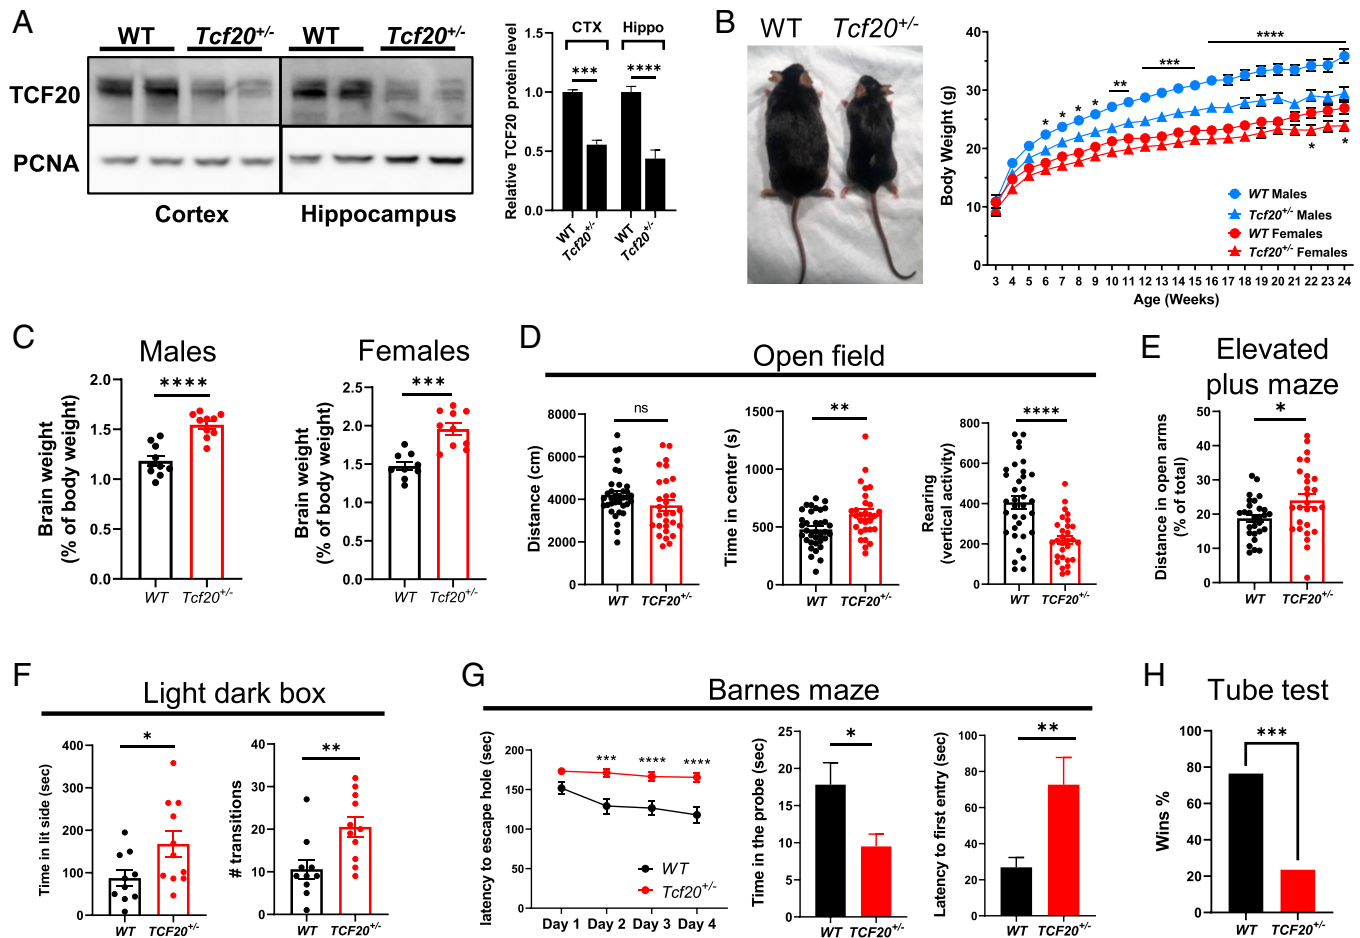 A
WT Tcf20+/- WT Tcf20+/-
TCF20
PCNA
Cortex Hippocampus
Relative TCF20 protein level
1.5
1.0
0.5
0.0
CTX Hippo
*** ****
WT Tcf20+/- WT Tcf20+/-
B
WT Tcf20+/-
Body Weight (g)
40
30
20
10
0
* * * * ** *** ****
* *
WT Males
Tcf20+/- Males
WT Females
Tcf20+/- Females
3 4 5 6 7 8 9 10 11 12 13 14 15 16 17 18 19 20 21 22 23 24
Age (Weeks)
C
Males
Brain weight
(% of body weight)
2.0
1.5
1.0
0.5
0.0
****
WT Tcf20+/-
Females
Brain weight
(% of body weight)
2.5
2.0
1.5
1.0
0.5
0.0
***
WT Tcf20+/-
D
Open field
Distance (cm)
8000
6000
4000
2000
0
ns
WT TCF20+/-
Time in center (s)
1500
1000
500
0
**
WT TCF20+/-
Rearing
(vertical activity)
800
600
400
200
0
****
WT TCF20+/-
E
Elevated
plus maze
Distance in open arms
(% of total)
50
40
30
20
10
0
*
WT TCF20+/-
F
Light dark box
Time in lit side (sec)
400
300
200
100
0
*
WT TCF20+/-
# transitions
40
30
20
10
0
**
WT TCF20+/-
G
Barnes maze
latency to escape hole (sec)
200
150
100
50
0
*** **** ****
WT
Tcf20+/-
Day 1 Day 2 Day 3 Day 4
Time in the probe (sec)
25
20
15
10
5
0
*
WT TCF20+/-
Latency to first entry (sec)
100
80
60
40
20
0
**
WT TCF20+/-
H
Tube test
Wins %
100
80
60
40
20
0
***
WT TCF20+/-